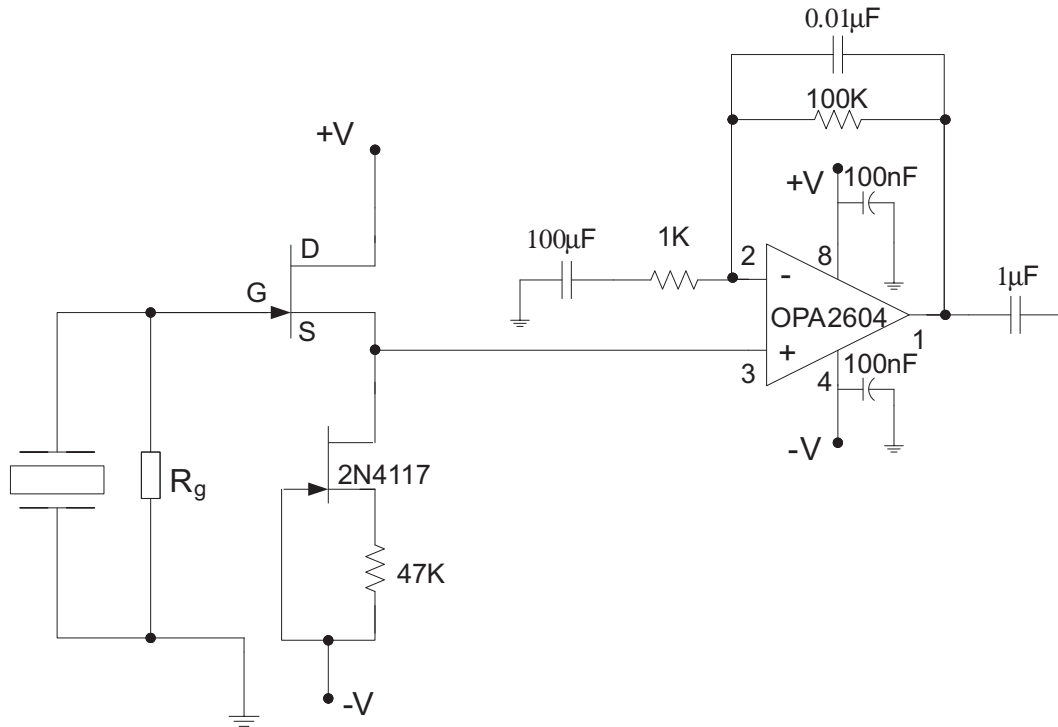 0.01μF
100K
+V
+V
100nF
D
100μF
1K
2
8
1μF
G
-
S
OPA2604
1
+
3
4
100nF
-V
2N4117
Rg
47K
-V